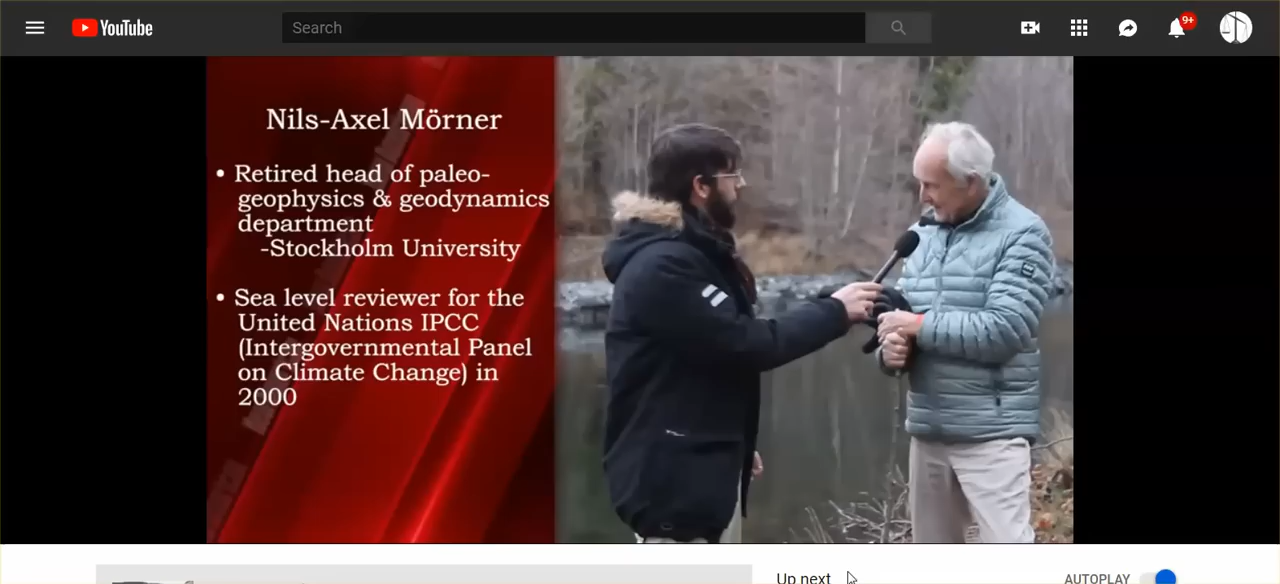 YouTube
Search
9+
Nils-Axel Mörner
• Retired head of paleo-
geophysics & geodynamics
department
-Stockholm University
• Sea level reviewer for the
United Nations IPCC
(Intergovernmental Panel
on Climate Change) in
2000
Up next
AUTOPLAY